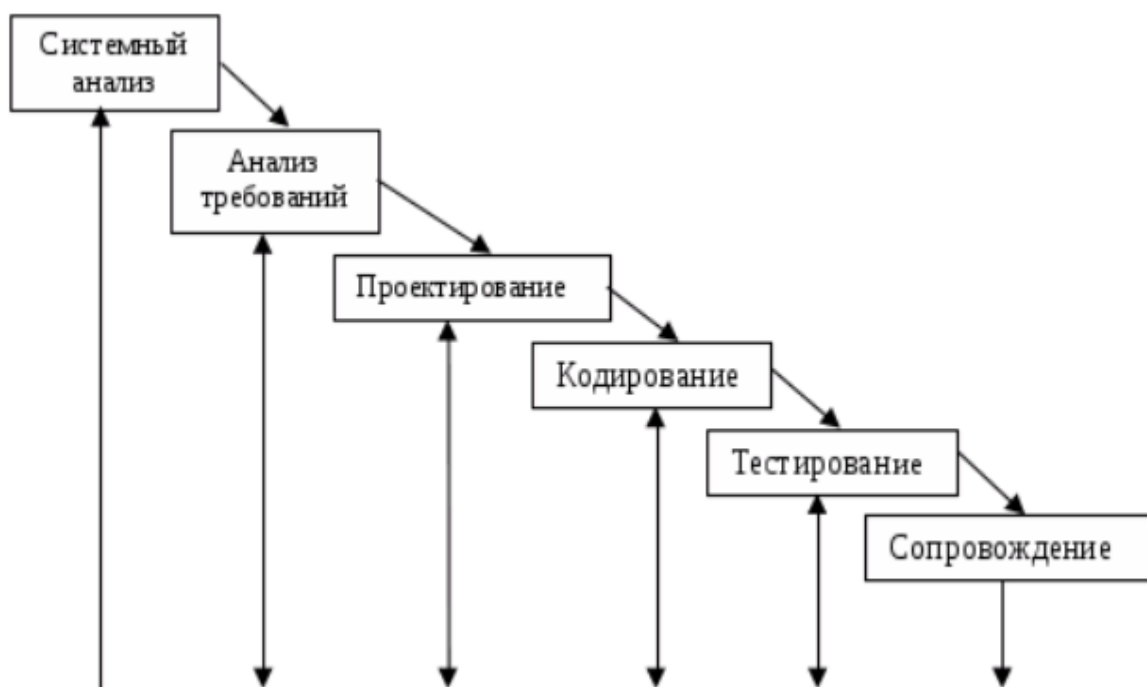 Системный
анализ
Анализ
требований
Проектирование
Кодирование
Тестирование
Сопровождение